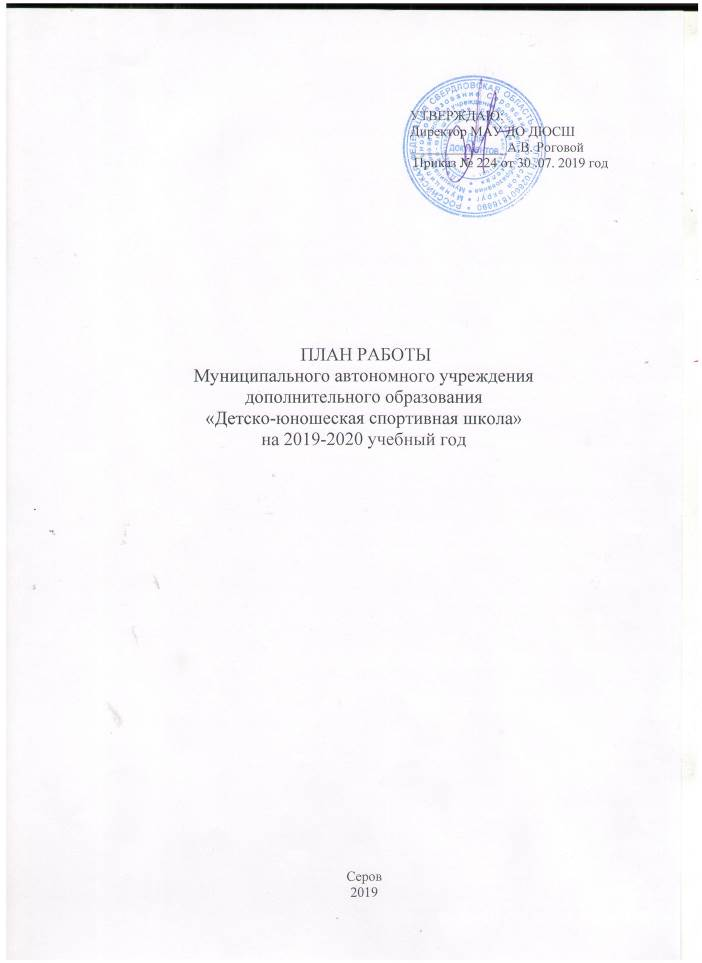 УТВЕРЖДАЮ:
Директор МАУ ДО ДЮСШ
А.В. Роговой
Приказ № 224 от 30 .07. 2019 год
ДОКУМЕНТОВ
ПЛАН РАБОТЫ
Муниципального автономного учреждения
дополнительного образования
«Детско-юношеская спортивная школа»
на 2019-2020 учебный год
Серов
2019